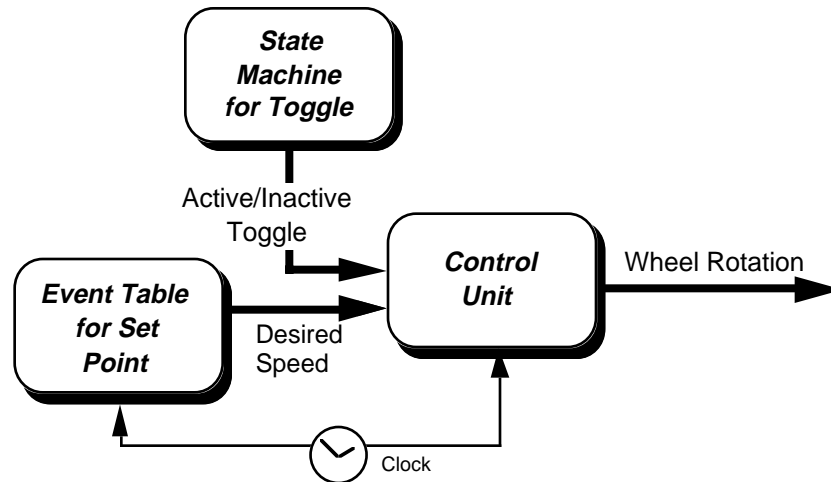 State
Machine
for Toggle
Active/Inactive
Toggle
Control
Unit
Wheel Rotation
Event Table
for Set
Point
Desired
Speed
Clock